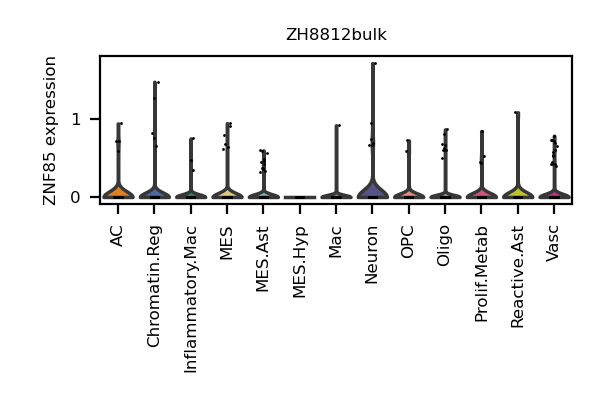 ZH8812bulk
ZNF85 expression
1
0
AC
Chromatin.Reg
Inflammatory.Mac
MES
MES.Ast
MES.Hyp
Mac
Neuron
OPC
Oligo
Prolif.Metab
Reactive.Ast
Vasc